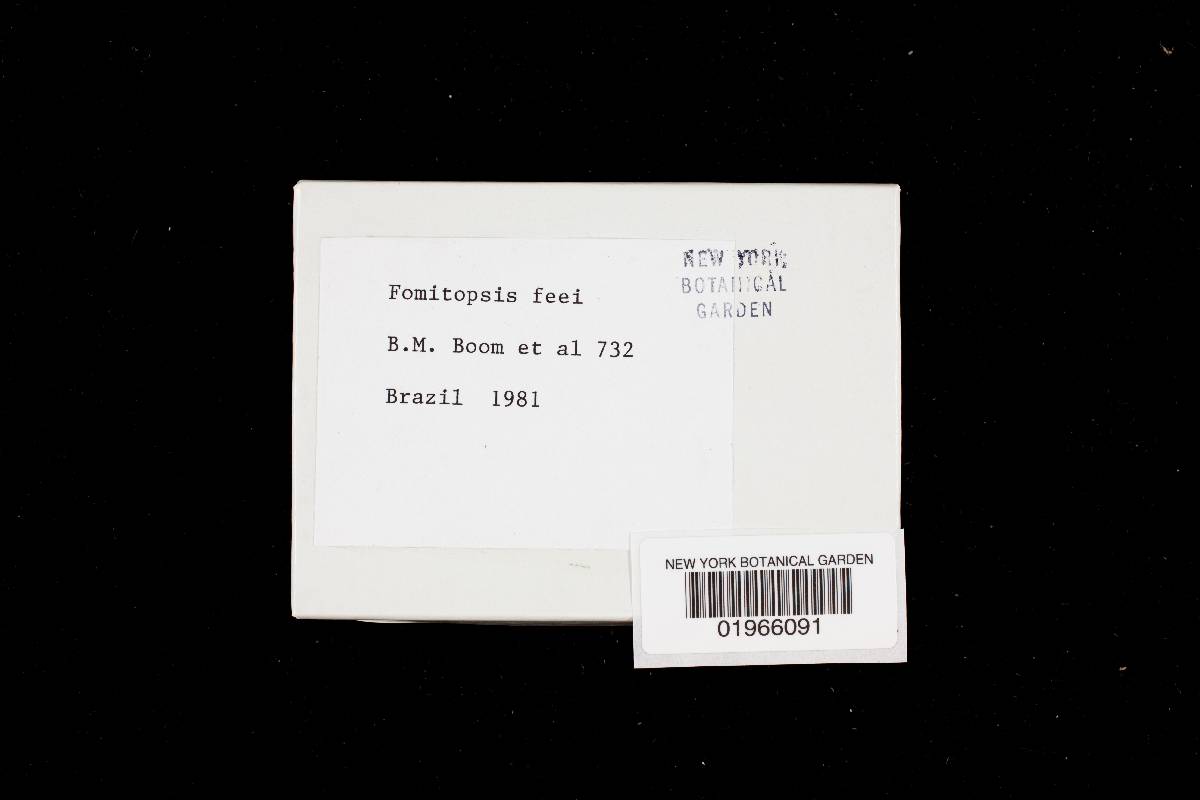 Fomitopsis feei
B.M. Boom et al 732
Brazil 1981
NEW YORK
BOTANICAL
GARDEN
NEW YORK BOTANICAL GARDEN
01966091